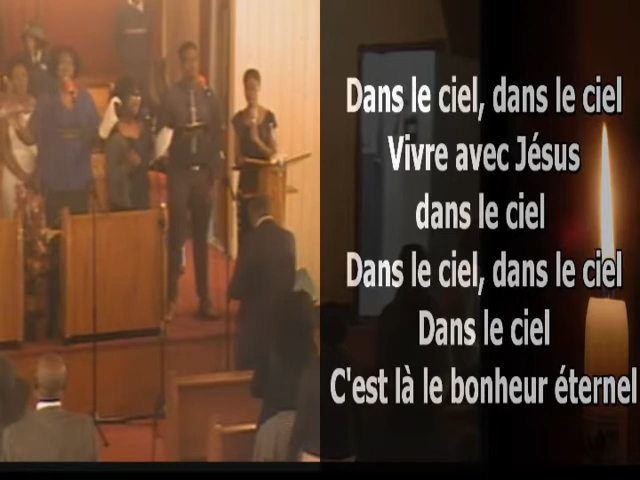 Dans le ciel, dans le ciel
Vivre avec Jésus
dans le ciel
Dans le ciel, dans le ciel
Dans le ciel
C'est là le bonheur éternel